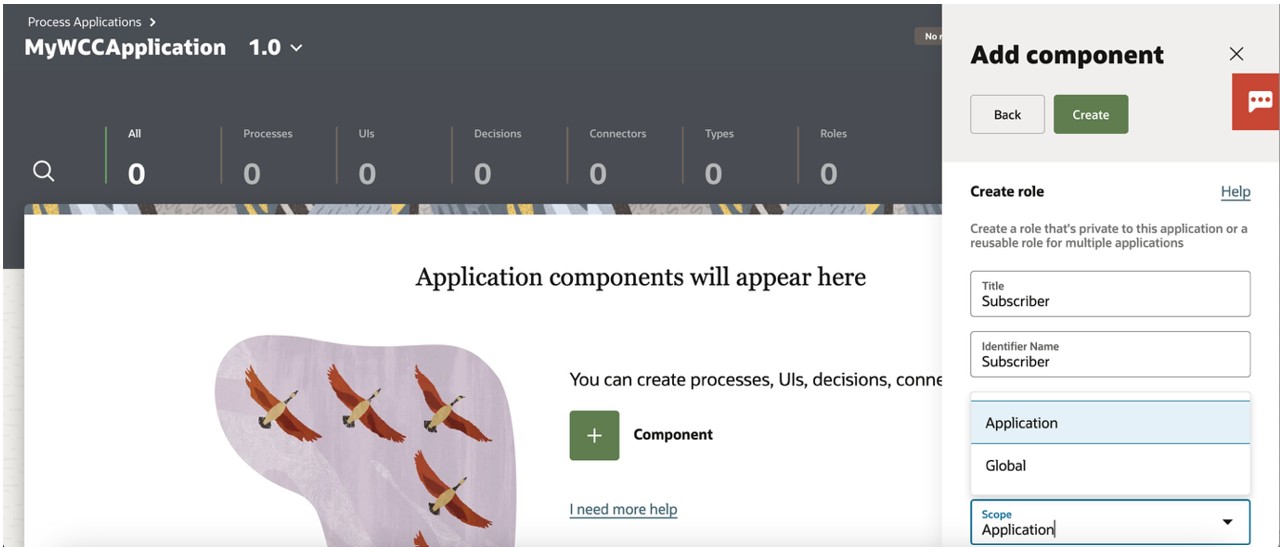 Process Applications
MyWCCApplication 1.0
No
All Processes UIs Decisions Connectors Types Roles
0 0 0 0 0 0 0
Application components will appear here
You can create processes, UIs, decisions, conne
Component
I need more help
Add component
Back Create
Create role Help
Create a role that's private to this application or a
reusable role for multiple applications
Title
Subscriber
Identifier Name
Subscriber
Application
Global
Scope
Application